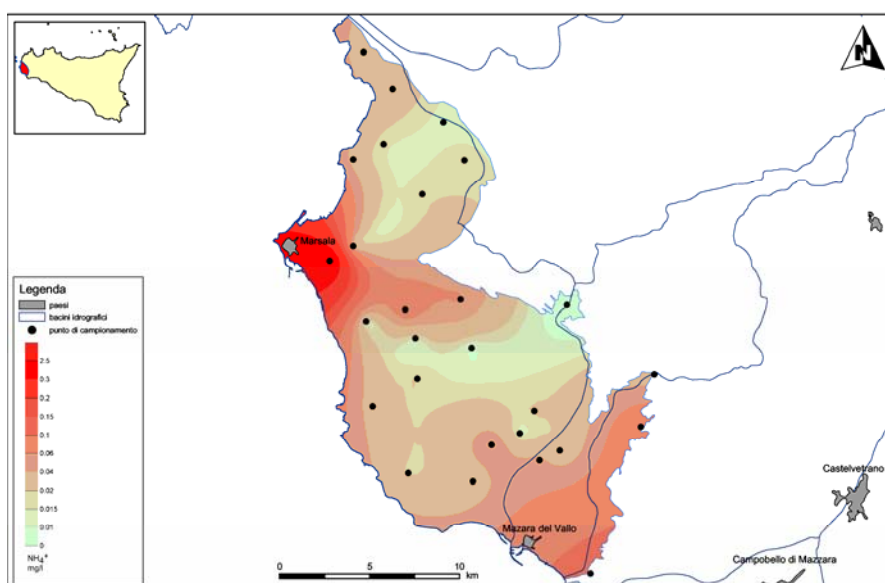 N
Marsala
Legenda
paesi
bacini idrografici
punto di campionamento
2.5
0.3
0.2
0.15
0.1
0.06
0.04
0.02
0.015
0.01
0
NH₄⁺
mg/l
Castelvetrano
Mazara del Vallo
Campobello di Mazzara
0 5 10
km